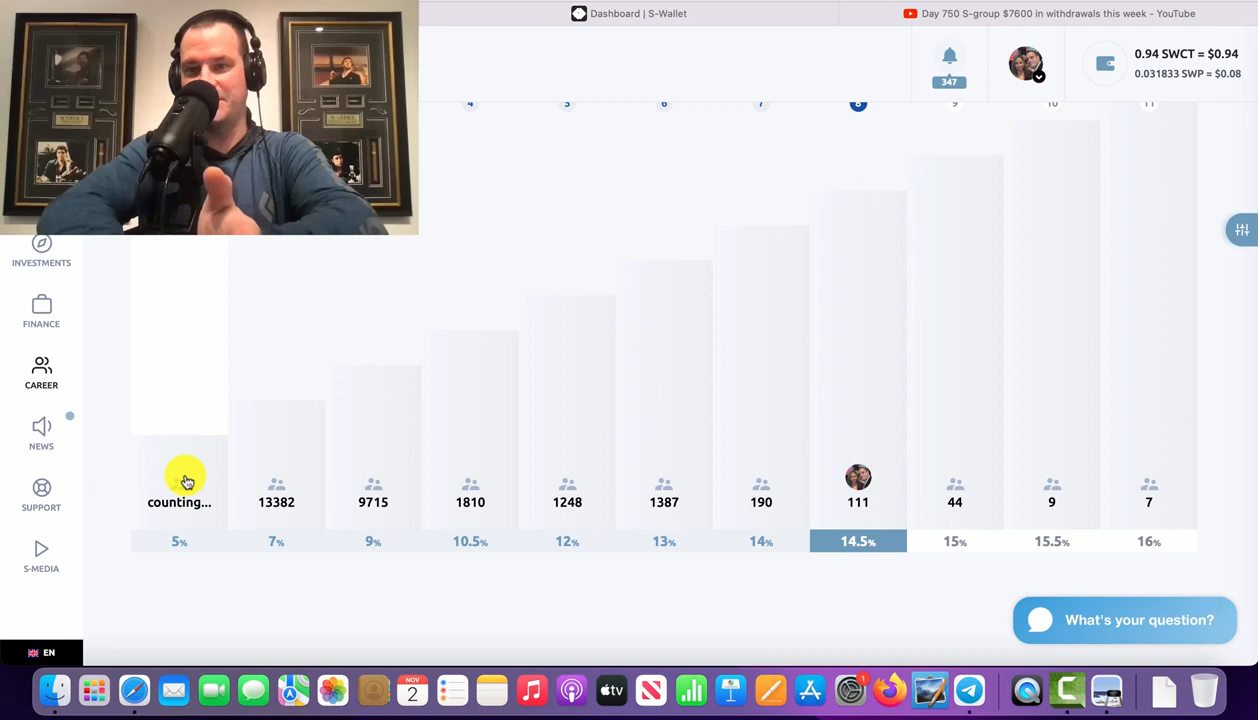 Dashboard | S-Wallet
Day 750 S-group $7600 in withdrawals this week - YouTube
347
0.94 SWCT = $0.94
0.031833 SWP = $0.08
4 5 6 7 8 9 10 11
INVESTMENTS
FINANCE
CAREER
NEWS
SUPPORT
S-MEDIA
counting... 13382 9715 1810 1248 1387 190 111 44 9 7
5% 7% 9% 10.5% 12% 13% 14% 14.5% 15% 15.5% 16%
What's your question?
EN
NOV
2
tv
1